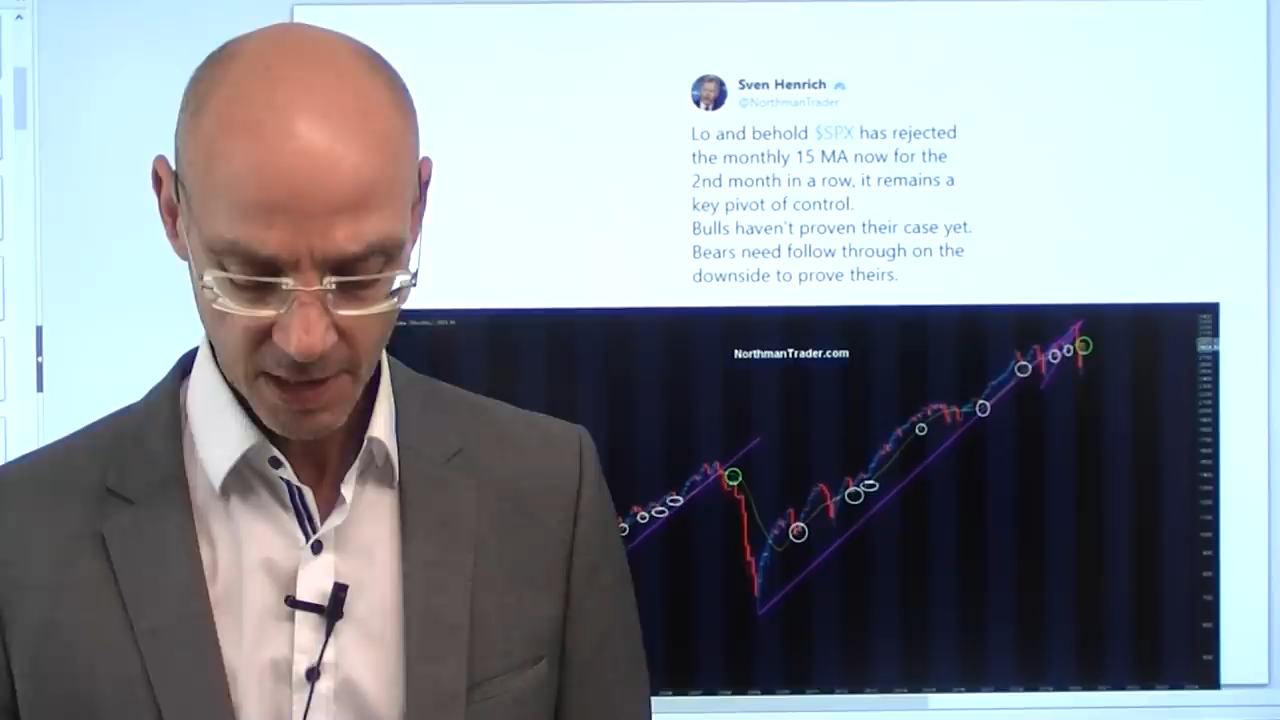 Sven Henrich
@NorthmanTrader
Lo and behold $SPX has rejected
the monthly 15 MA now for the
2nd month in a row, it remains a
key pivot of control.
Bulls haven't proven their case yet.
Bears need follow through on the
downside to prove theirs.
NorthmanTrader.com